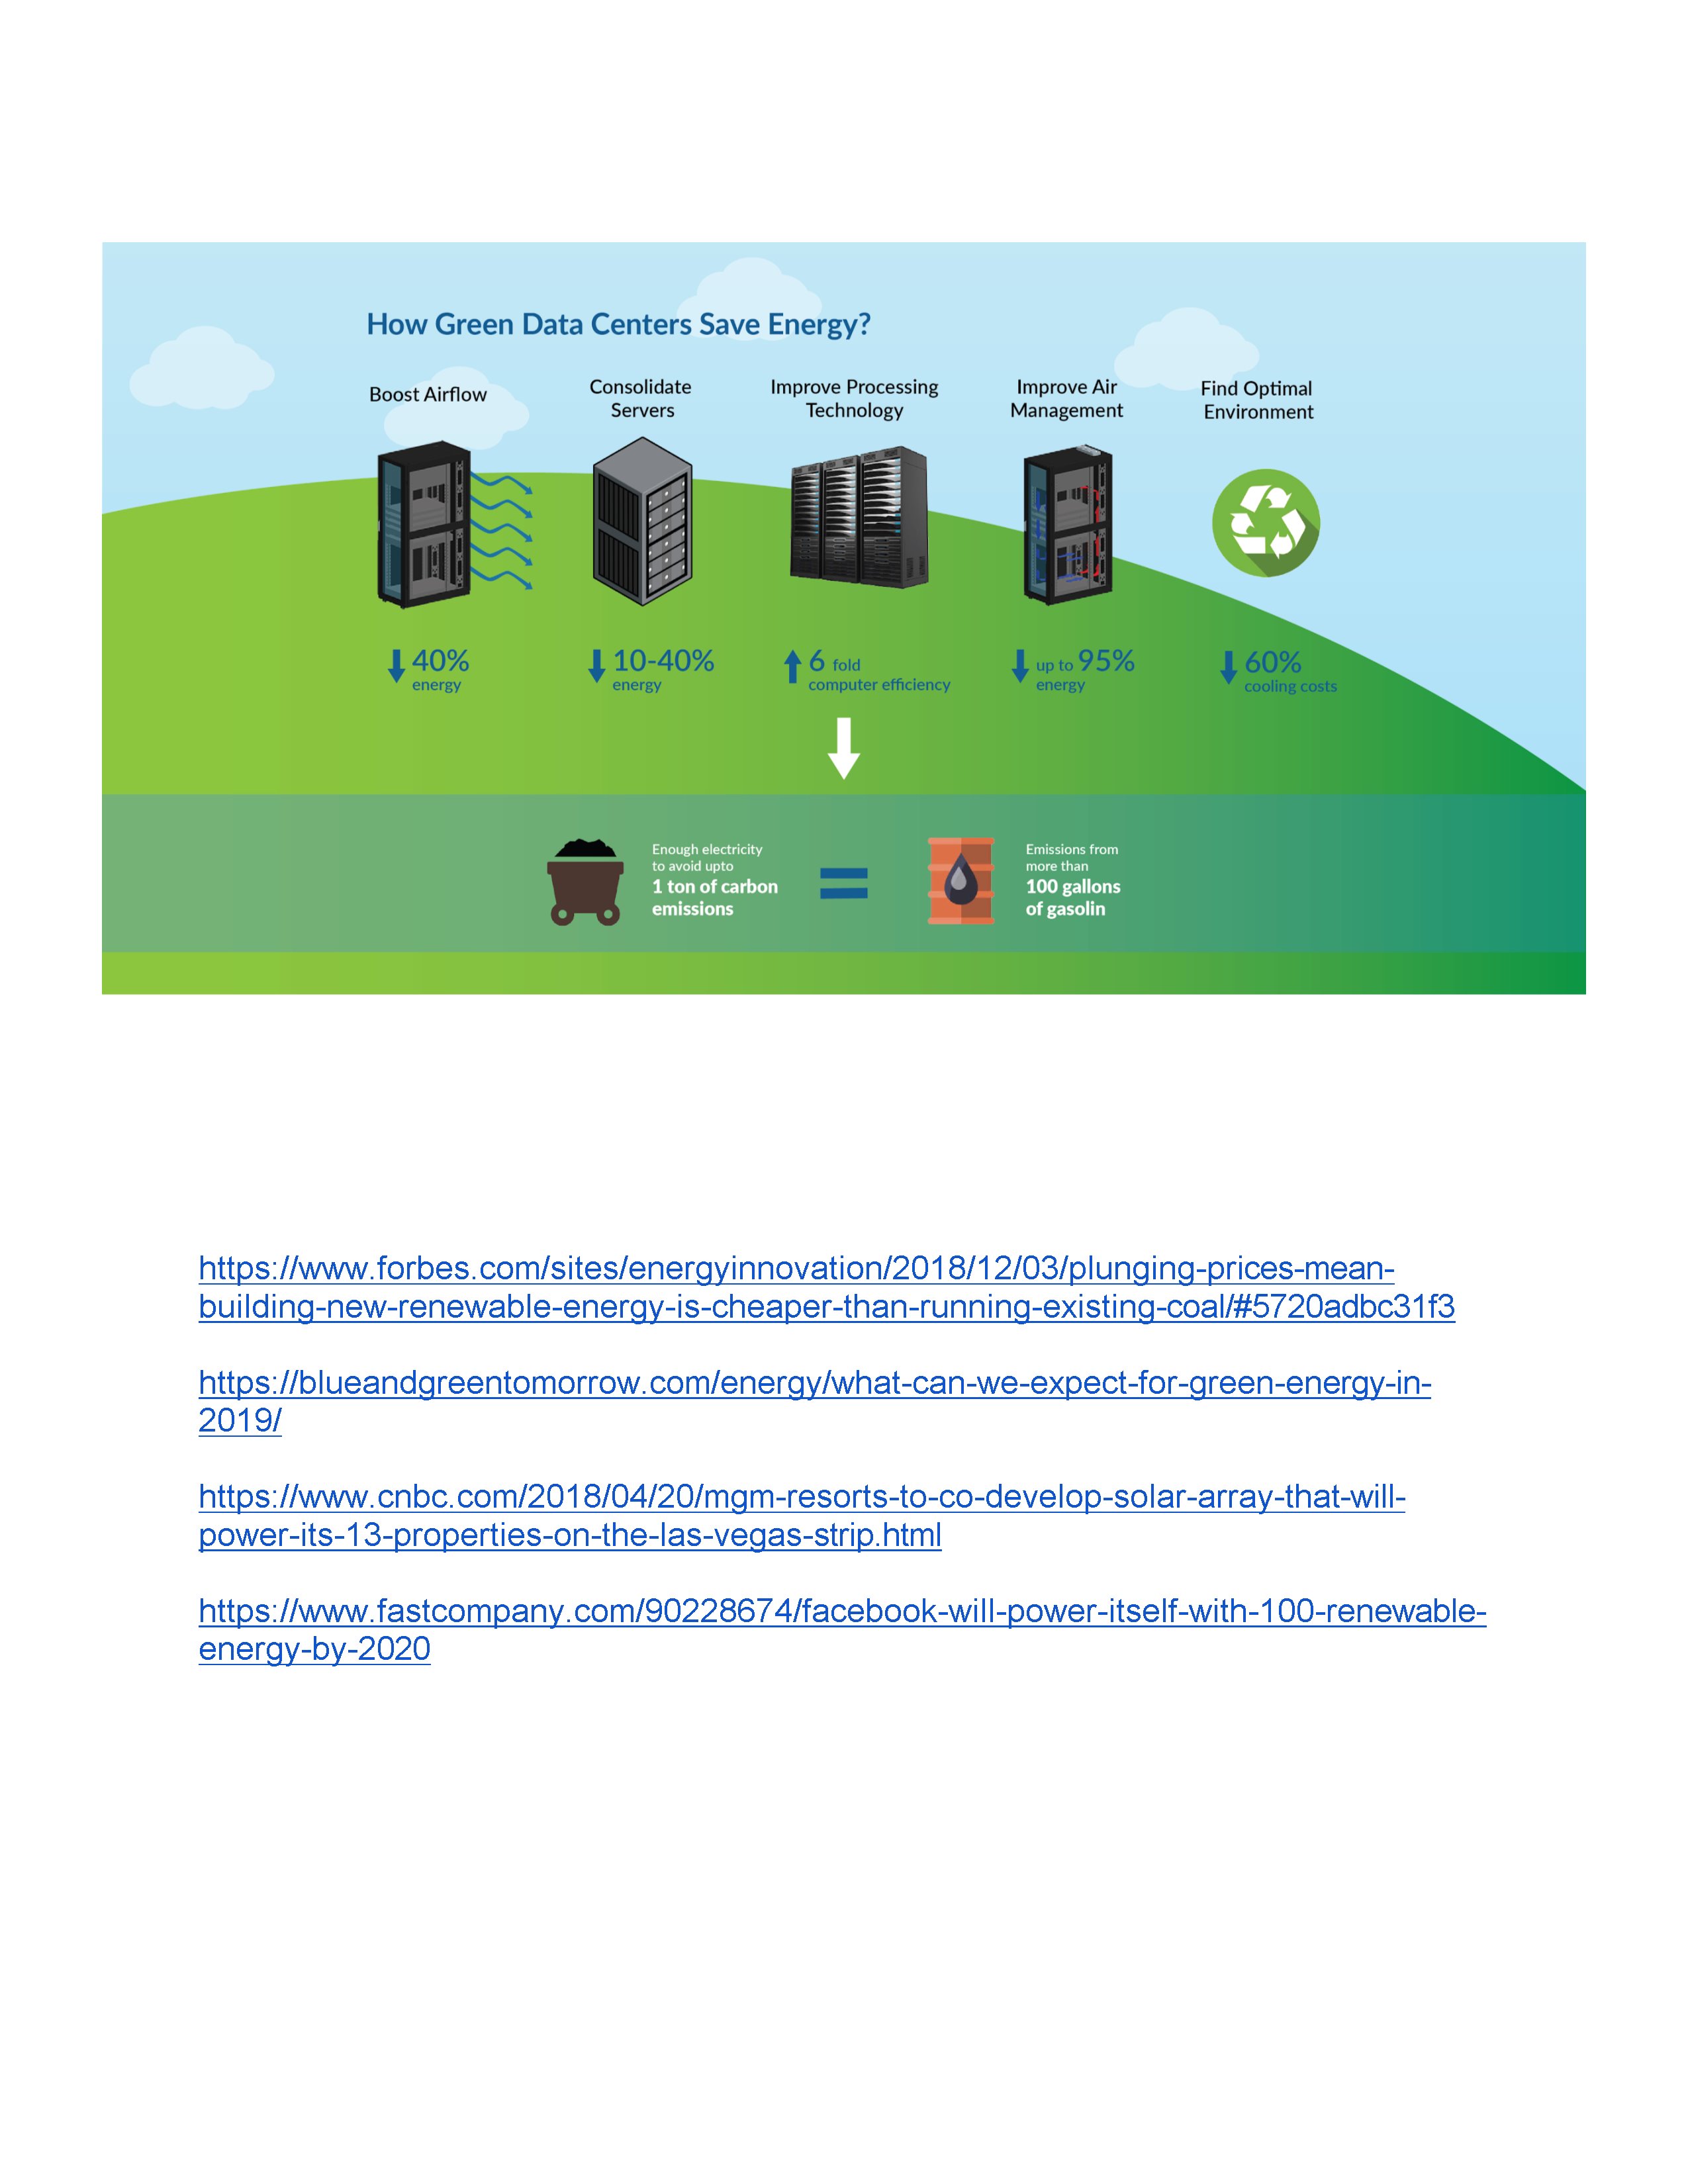 How Green Data Centers Save Energy?
Boost Airflow
Consolidate
Servers
Improve Processing
Technology
Improve Air
Management
Find Optimal
Environment
40%
energy
10-40%
energy
6 fold
computer efficiency
up to 95%
energy
60%
cooling costs
Enough electricity
to avoid upto
1 ton of carbon
emissions
Emissions from
more than
100 gallons
of gasolin
https://www.forbes.com/sites/energyinnovation/2018/12/03/plunging-prices-mean-
building-new-renewable-energy-is-cheaper-than-running-existing-coal/#5720adbc31f3
https://blueandgreentomorrow.com/energy/what-can-we-expect-for-green-energy-in-
2019/
https://www.cnbc.com/2018/04/20/mgm-resorts-to-co-develop-solar-array-that-will-
power-its-13-properties-on-the-las-vegas-strip.html
https://www.fastcompany.com/90228674/facebook-will-power-itself-with-100-renewable-
energy-by-2020